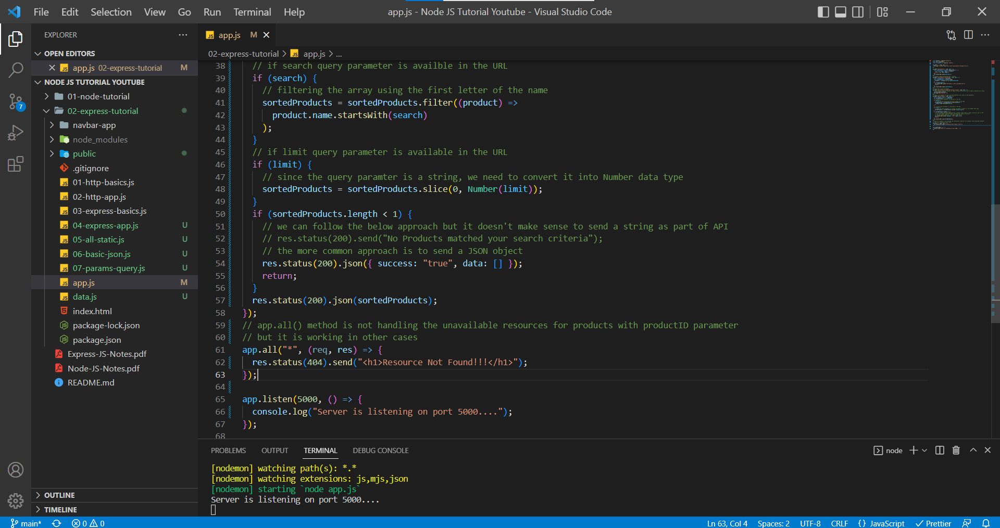 File Edit Selection View Go Run Terminal Help
app.js - Node JS Tutorial Youtube - Visual Studio Code
EXPLORER
OPEN EDITORS
app.js 02-express-tutorial M
NODE JS TUTORIAL YOUTUBE
01-node-tutorial
02-express-tutorial
navbar-app
node_modules
public
.gitignore
01-http-basics.js
02-http-app.js
03-express-basics.js
04-express-app.js U
05-all-static.js U
06-basic-json.js U
07-params-query.js U
app.js M
data.js U
index.html
package-lock.json
package.json
Express-JS-Notes.pdf
Node-JS-Notes.pdf
README.md
OUTLINE
TIMELINE
7
app.js M
02-express-tutorial > app.js > ...
38 // if search query parameter is availble in the URL
39 if (search) {
40 // filtering the array using the first letter of the name
41 sortedProducts = sortedProducts.filter((product) =>
42 product.name.startsWith(search)
43 );
44 }
45 // if limit query parameter is available in the URL
46 if (limit) {
47 // since the query paramter is a string, we need to convert it into Number data type
48 sortedProducts = sortedProducts.slice(0, Number(limit));
49 }
50 if (sortedProducts.length < 1) {
51 // we can follow the below approach but it doesn't make sense to send a string as part of API
52 // res.status(200).send("No Products matched your search criteria");
53 // the more common approach is to send a JSON object
54 res.status(200).json({ success: "true", data: [] });
55 return;
56 }
57 res.status(200).json(sortedProducts);
58 });
59 // app.all() method is not handling the unavailable resources for products with productID parameter
60 // but it is working in other cases
61 app.all("*", (req, res) => {
62 res.status(404).send("<h1>Resource Not Found!!!</h1>");
63 });
64
65 app.listen(5000, () => {
66 console.log("Server is listening on port 5000....");
67 });
68
PROBLEMS OUTPUT TERMINAL DEBUG CONSOLE
node
[nodemon] watching path(s): *.*
[nodemon] watching extensions: js,mjs,json
[nodemon] starting `node app.js`
Server is listening on port 5000....
main* 0 0
Ln 63, Col 4 Spaces: 2 UTF-8 CRLF {} JavaScript Prettier